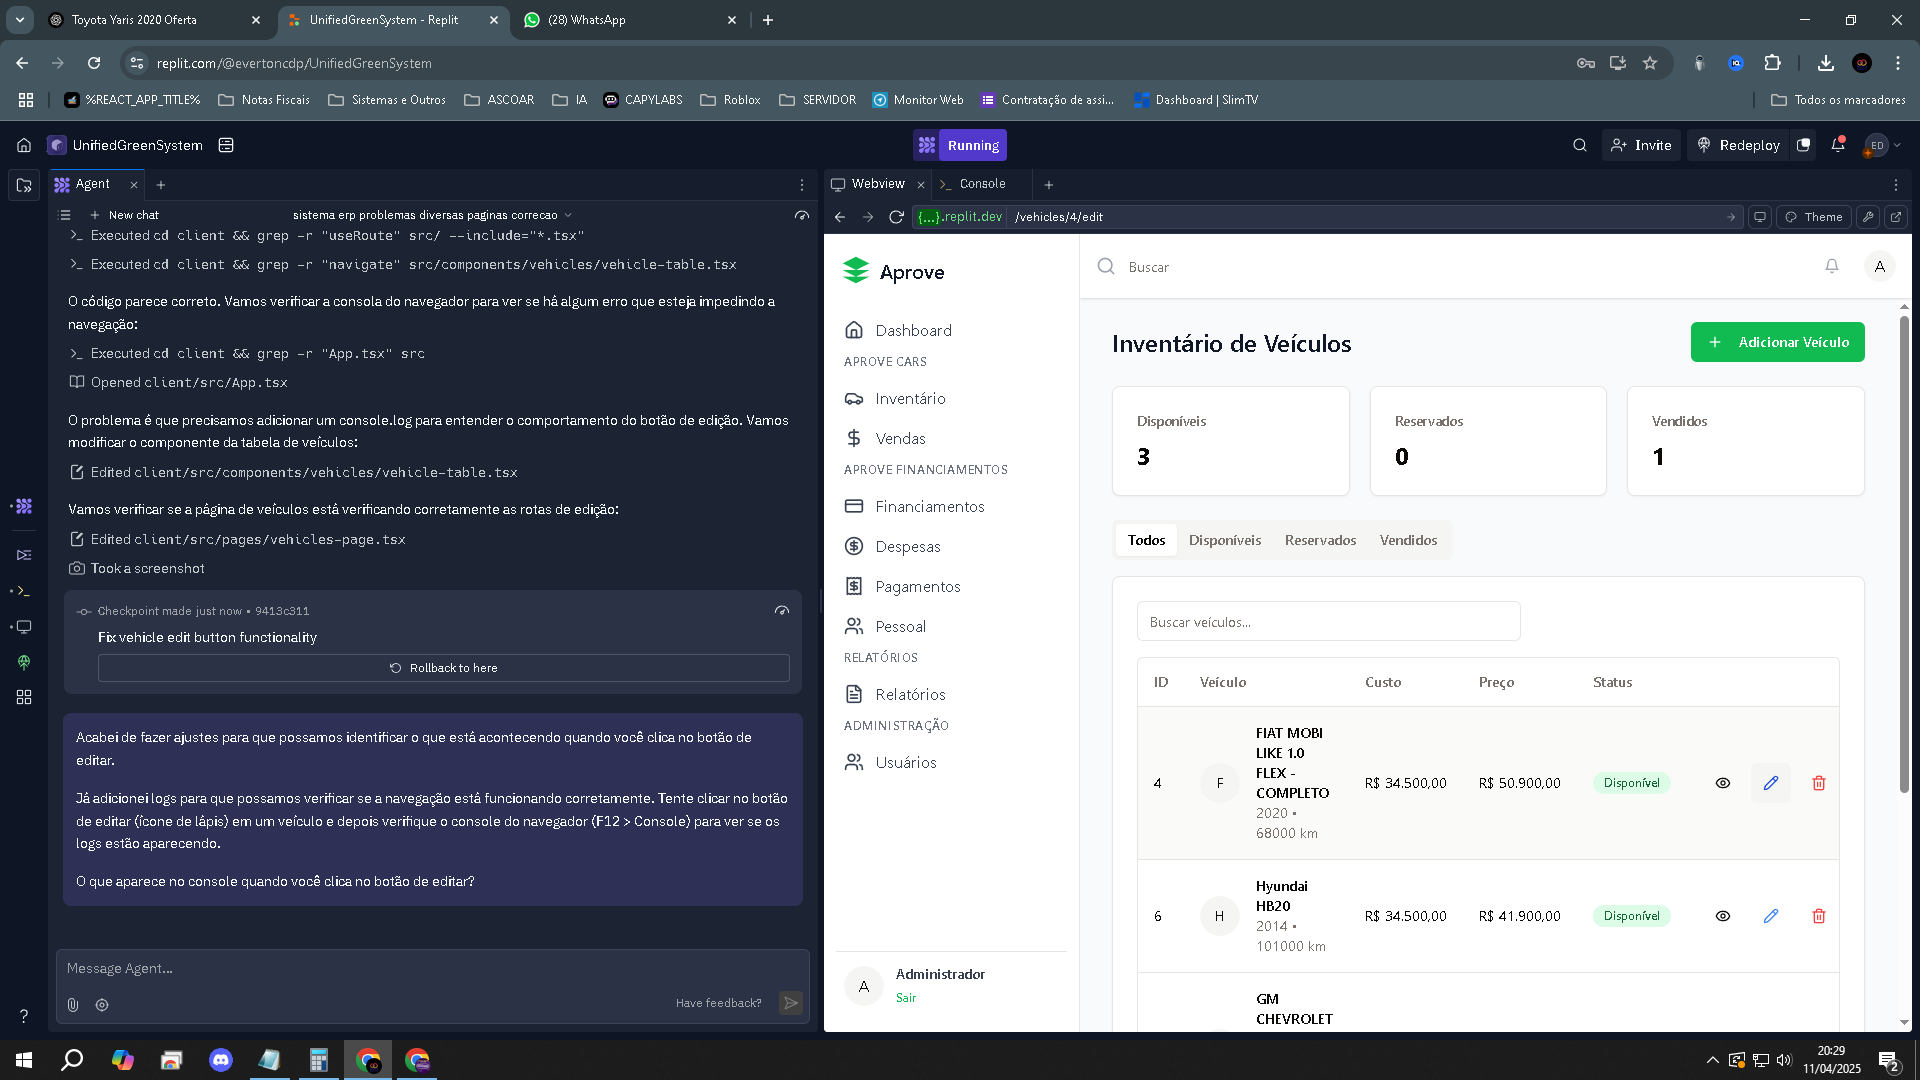 Toyota Yaris 2020 Oferta
UnifiedGreenSystem - Replit
(28) WhatsApp
replit.com/@evertoncdp/UnifiedGreenSystem
%REACT_APP_TITLE%
Notas Fiscais
Sistemas e Outros
ASCOAR
IA
CAPYLABS
Roblox
SERVIDOR
Monitor Web
Contratação de assi...
Dashboard | SlimTV
Todos os marcadores
UnifiedGreenSystem
Running
Invite
Redeploy
ED
Agent
New chat
sistema erp problemas diversas paginas correcao
Executed cd client && grep -r "useRoute" src/ --include="*.tsx"
Executed cd client && grep -r "navigate" src/components/vehicles/vehicle-table.tsx
O código parece correto. Vamos verificar a consola do navegador para ver se há algum erro que esteja impedindo a
navegação:
Executed cd client && grep -r "App.tsx" src
Opened client/src/App.tsx
O problema é que precisamos adicionar um console.log para entender o comportamento do botão de edição. Vamos
modificar o componente da tabela de veículos:
Edited client/src/components/vehicles/vehicle-table.tsx
Vamos verificar se a página de veículos está verificando corretamente as rotas de edição:
Edited client/src/pages/vehicles-page.tsx
Took a screenshot
Checkpoint made just now • 9413c311
Fix vehicle edit button functionality
Rollback to here
Acabei de fazer ajustes para que possamos identificar o que está acontecendo quando você clica no botão de
editar.
Já adicionei logs para que possamos verificar se a navegação está funcionando corretamente. Tente clicar no botão
de editar (ícone de lápis) em um veículo e depois verifique o console do navegador (F12 > Console) para ver se os
logs estão aparecendo.
O que aparece no console quando você clica no botão de editar?
Message Agent...
Have feedback?
Webview
Console
{...}.replit.dev
/vehicles/4/edit
Theme
Aprove
Dashboard
APROVE CARS
Inventário
Vendas
APROVE FINANCIAMENTOS
Financiamentos
Despesas
Pagamentos
Pessoal
RELATÓRIOS
Relatórios
ADMINISTRAÇÃO
Usuários
A
Administrador
Sair
Buscar
A
Inventário de Veículos
Adicionar Veículo
Disponíveis
3
Reservados
0
Vendidos
1
Todos
Disponíveis
Reservados
Vendidos
Buscar veículos...
ID
Veículo
Custo
Preço
Status
4
F
FIAT MOBI
LIKE 1.0
FLEX -
COMPLETO
2020 •
68000 km
R$ 34.500,00
R$ 50.900,00
Disponível
6
H
Hyundai
HB20
2014 •
101000 km
R$ 34.500,00
R$ 41.900,00
Disponível
GM
CHEVROLET
20:29
11/04/2025
2